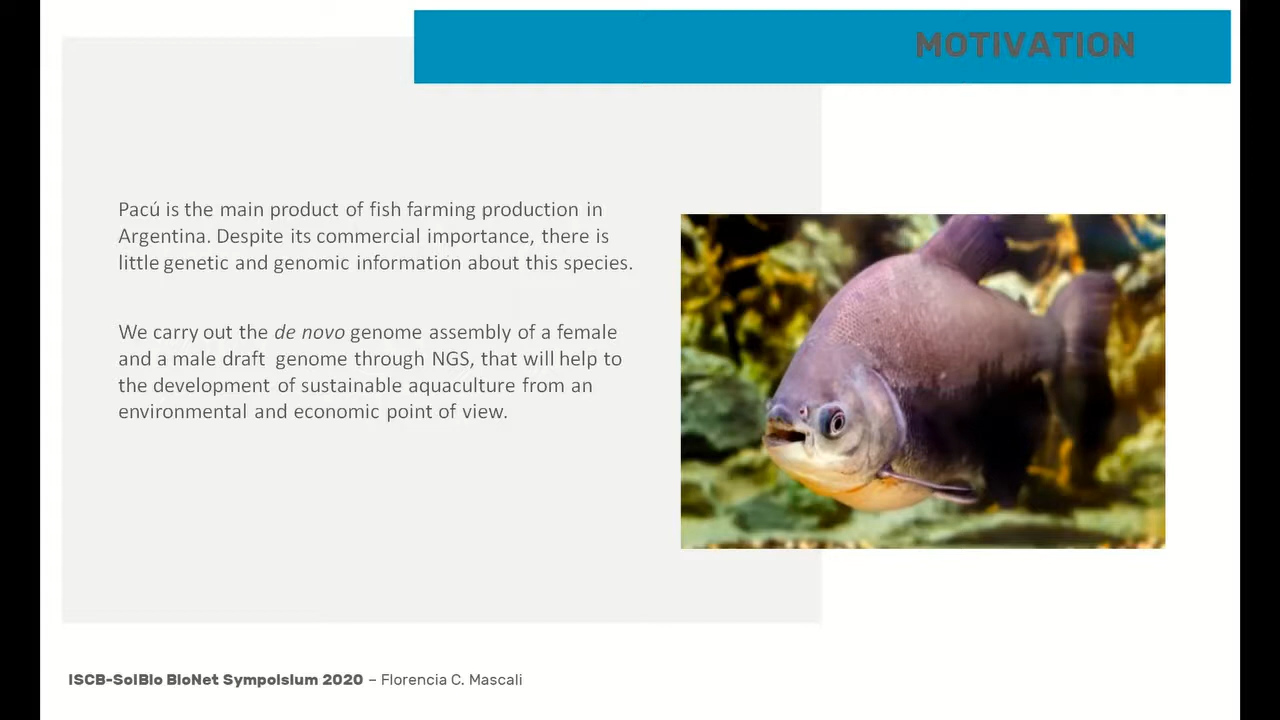 MOTIVATION
Pacú is the main product of fish farming production in
Argentina. Despite its commercial importance, there is
little genetic and genomic information about this species.
We carry out the de novo genome assembly of a female
and a male draft genome through NGS, that will help to
the development of sustainable aquaculture from an
environmental and economic point of view.
ISCB-SolBio BioNet Sympoisium 2020 – Florencia C. Mascali